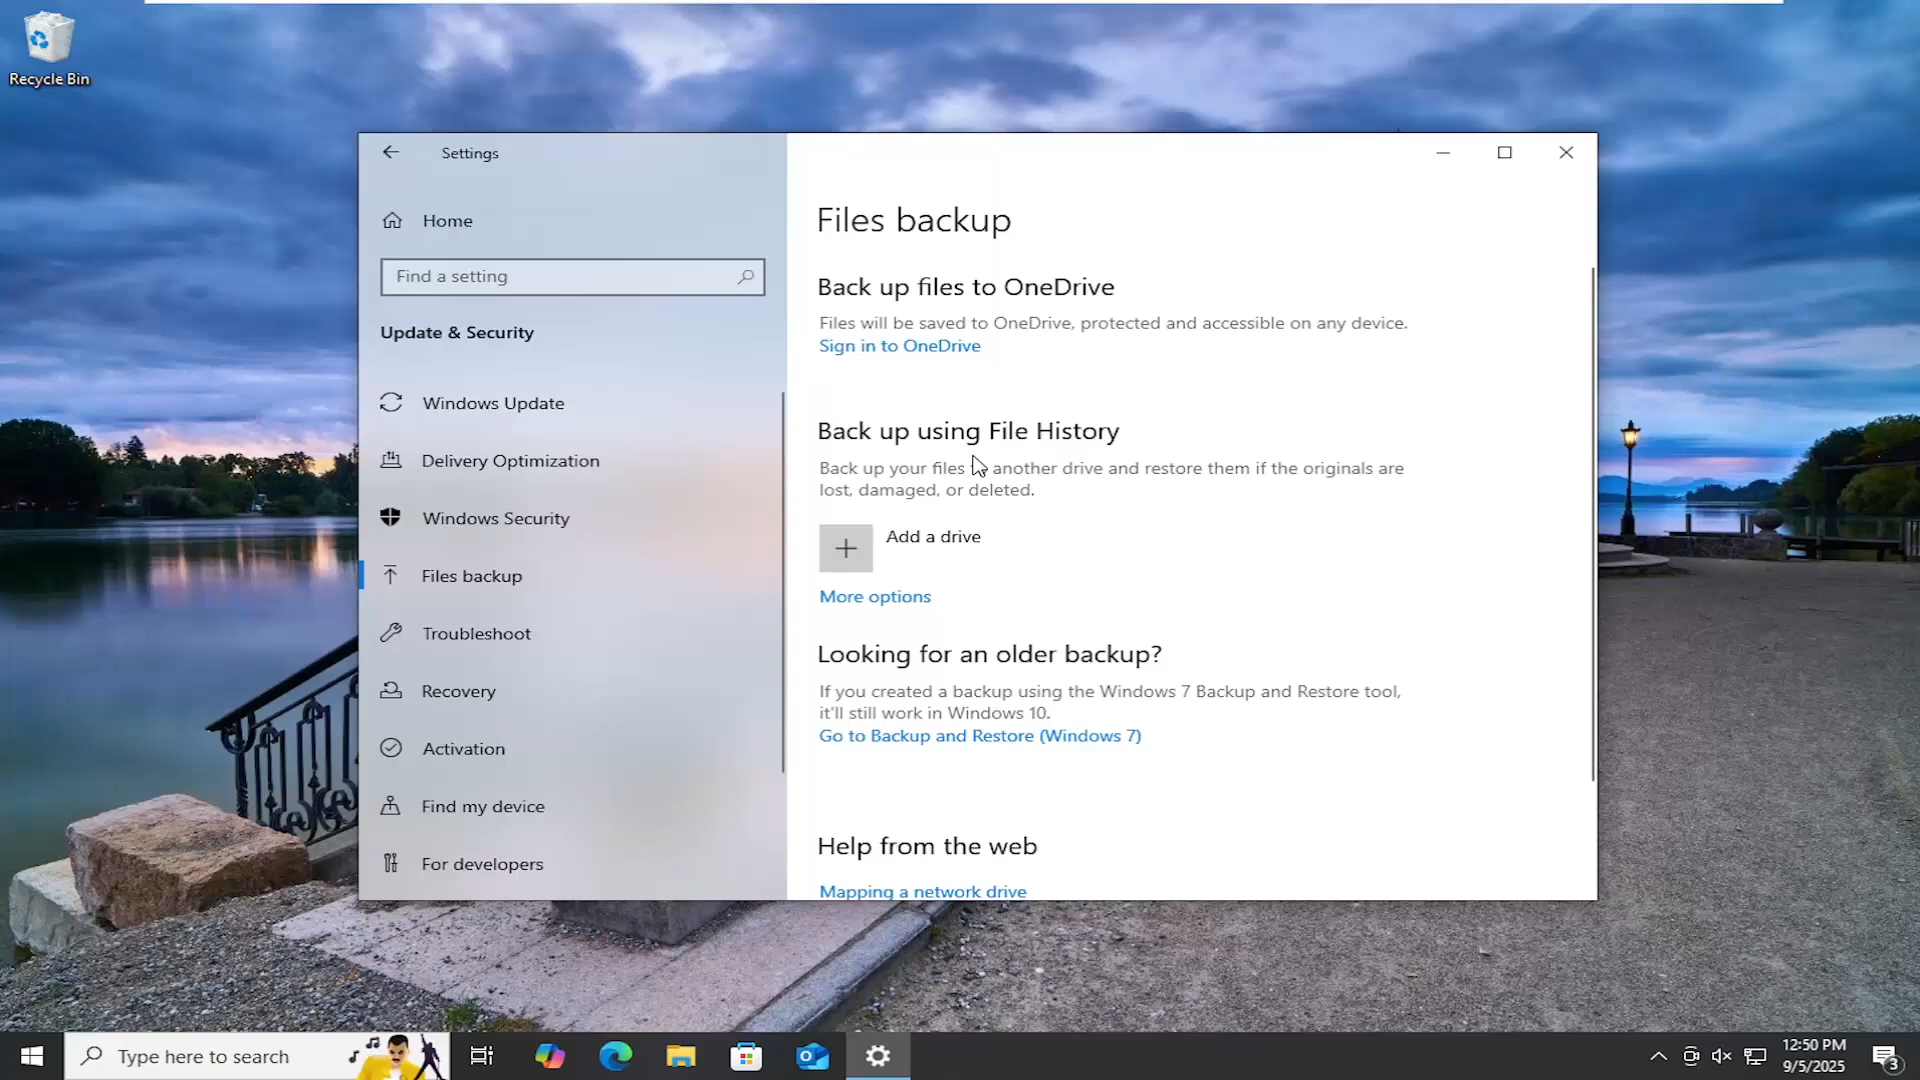 Recycle Bin
Settings
Home
Find a setting
Update & Security
Windows Update
Delivery Optimization
Windows Security
Files backup
Troubleshoot
Recovery
Activation
Find my device
For developers
Files backup
Back up files to OneDrive
Files will be saved to OneDrive, protected and accessible on any device.
Sign in to OneDrive
Back up using File History
Back up your files another drive and restore them if the originals are
lost, damaged, or deleted.
Add a drive
More options
Looking for an older backup?
If you created a backup using the Windows 7 Backup and Restore tool,
it'll still work in Windows 10.
Go to Backup and Restore (Windows 7)
Help from the web
Mapping a network drive
Type here to search
12:50 PM
9/5/2025
3